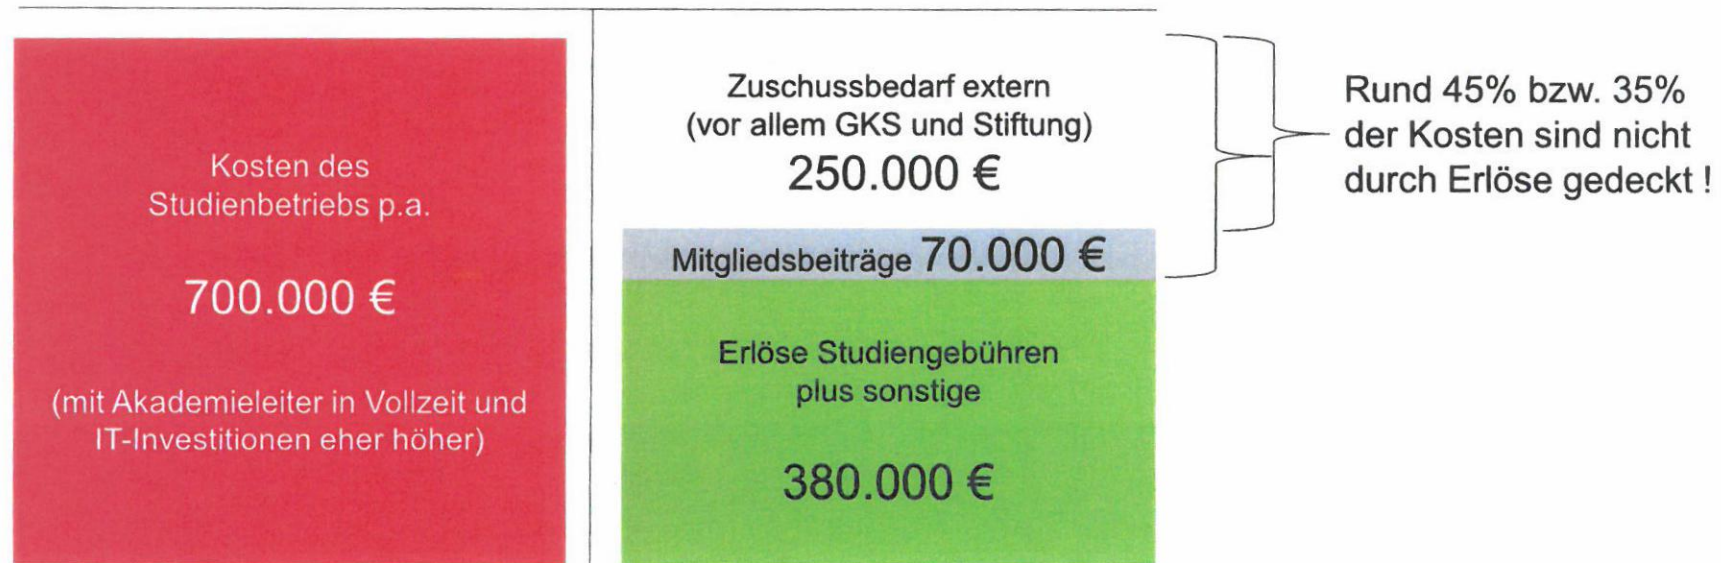 Kosten des
Studienbetriebs p.a.
700.000 €
(mit Akademieleiter in Vollzeit und
IT-Investitionen eher höher)
Zuschussbedarf extern
(vor allem GKS und Stiftung)
250.000 €
Mitgliedsbeiträge 70.000 €
Erlöse Studiengebühren
plus sonstige
380.000 €
Rund 45% bzw. 35%
der Kosten sind nicht
durch Erlöse gedeckt !